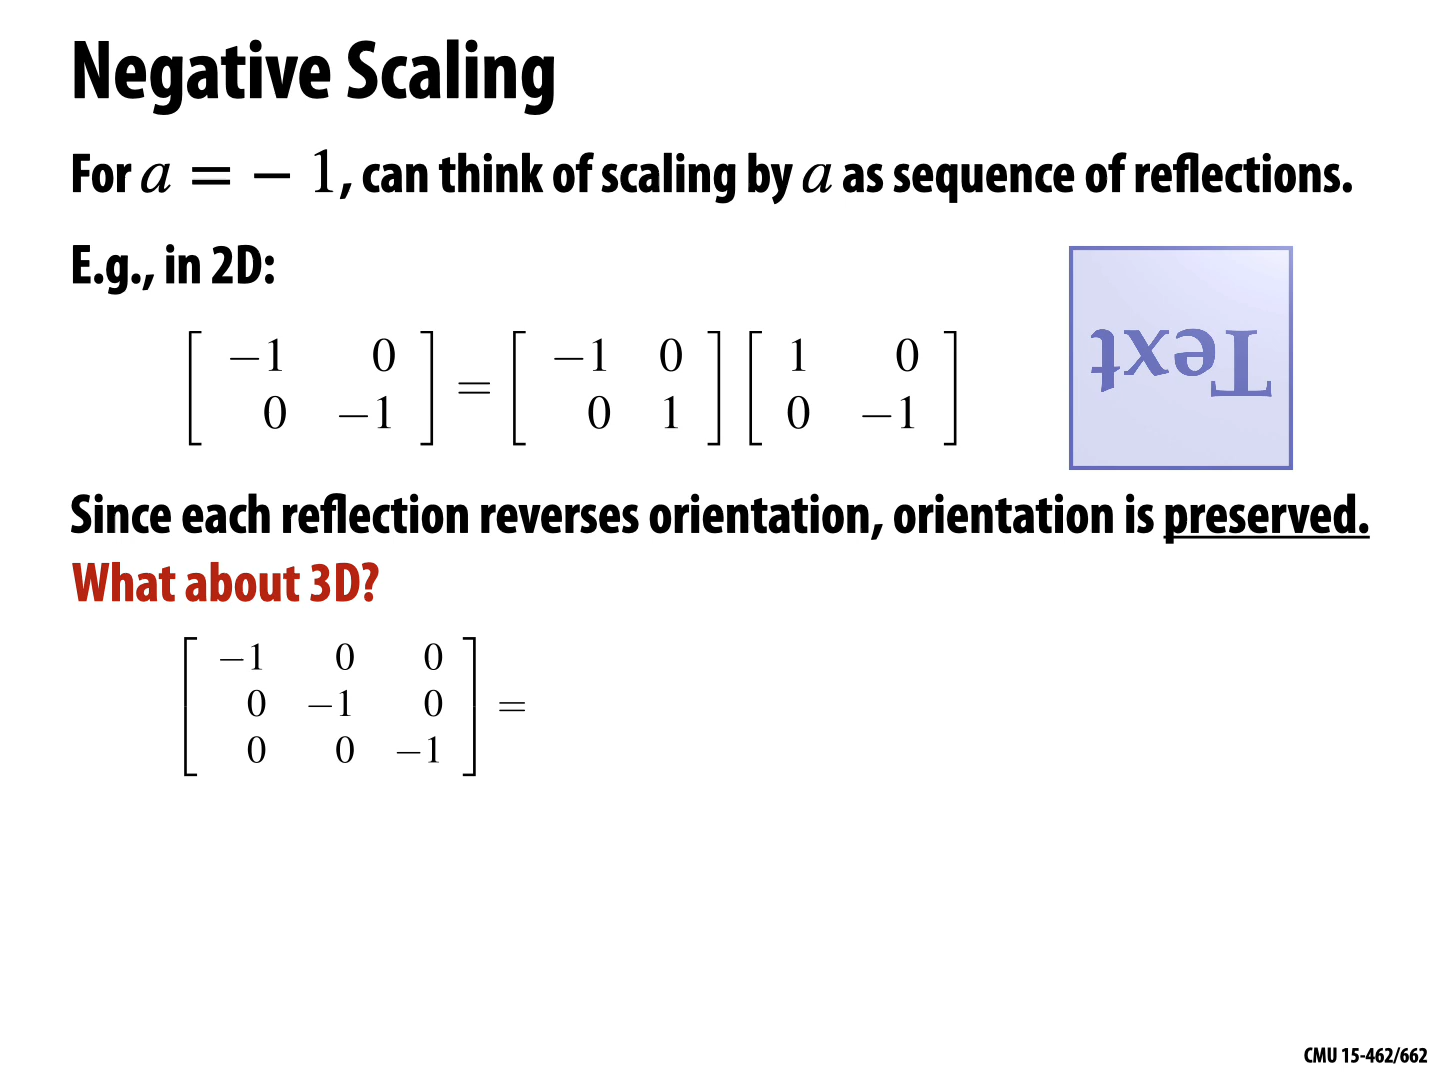 Negative Scaling
For a = − 1, can think of scaling by a as sequence of reflections.
E.g., in 2D:
[ −1 0 ; 0 −1 ] = [ −1 0 ; 0 1 ] [ 1 0 ; 0 −1 ]
Text
Since each reflection reverses orientation, orientation is preserved.
What about 3D?
[ −1 0 0 ; 0 −1 0 ; 0 0 −1 ] =
CMU 15-462/662